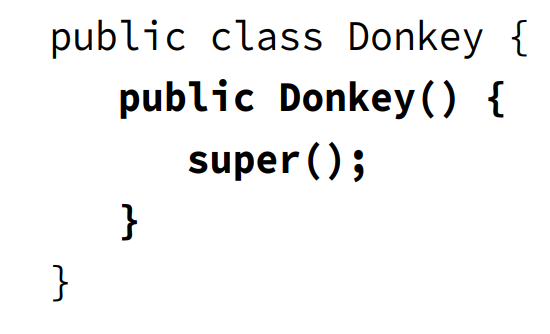 public class Donkey {
public Donkey() {
super();
}
}